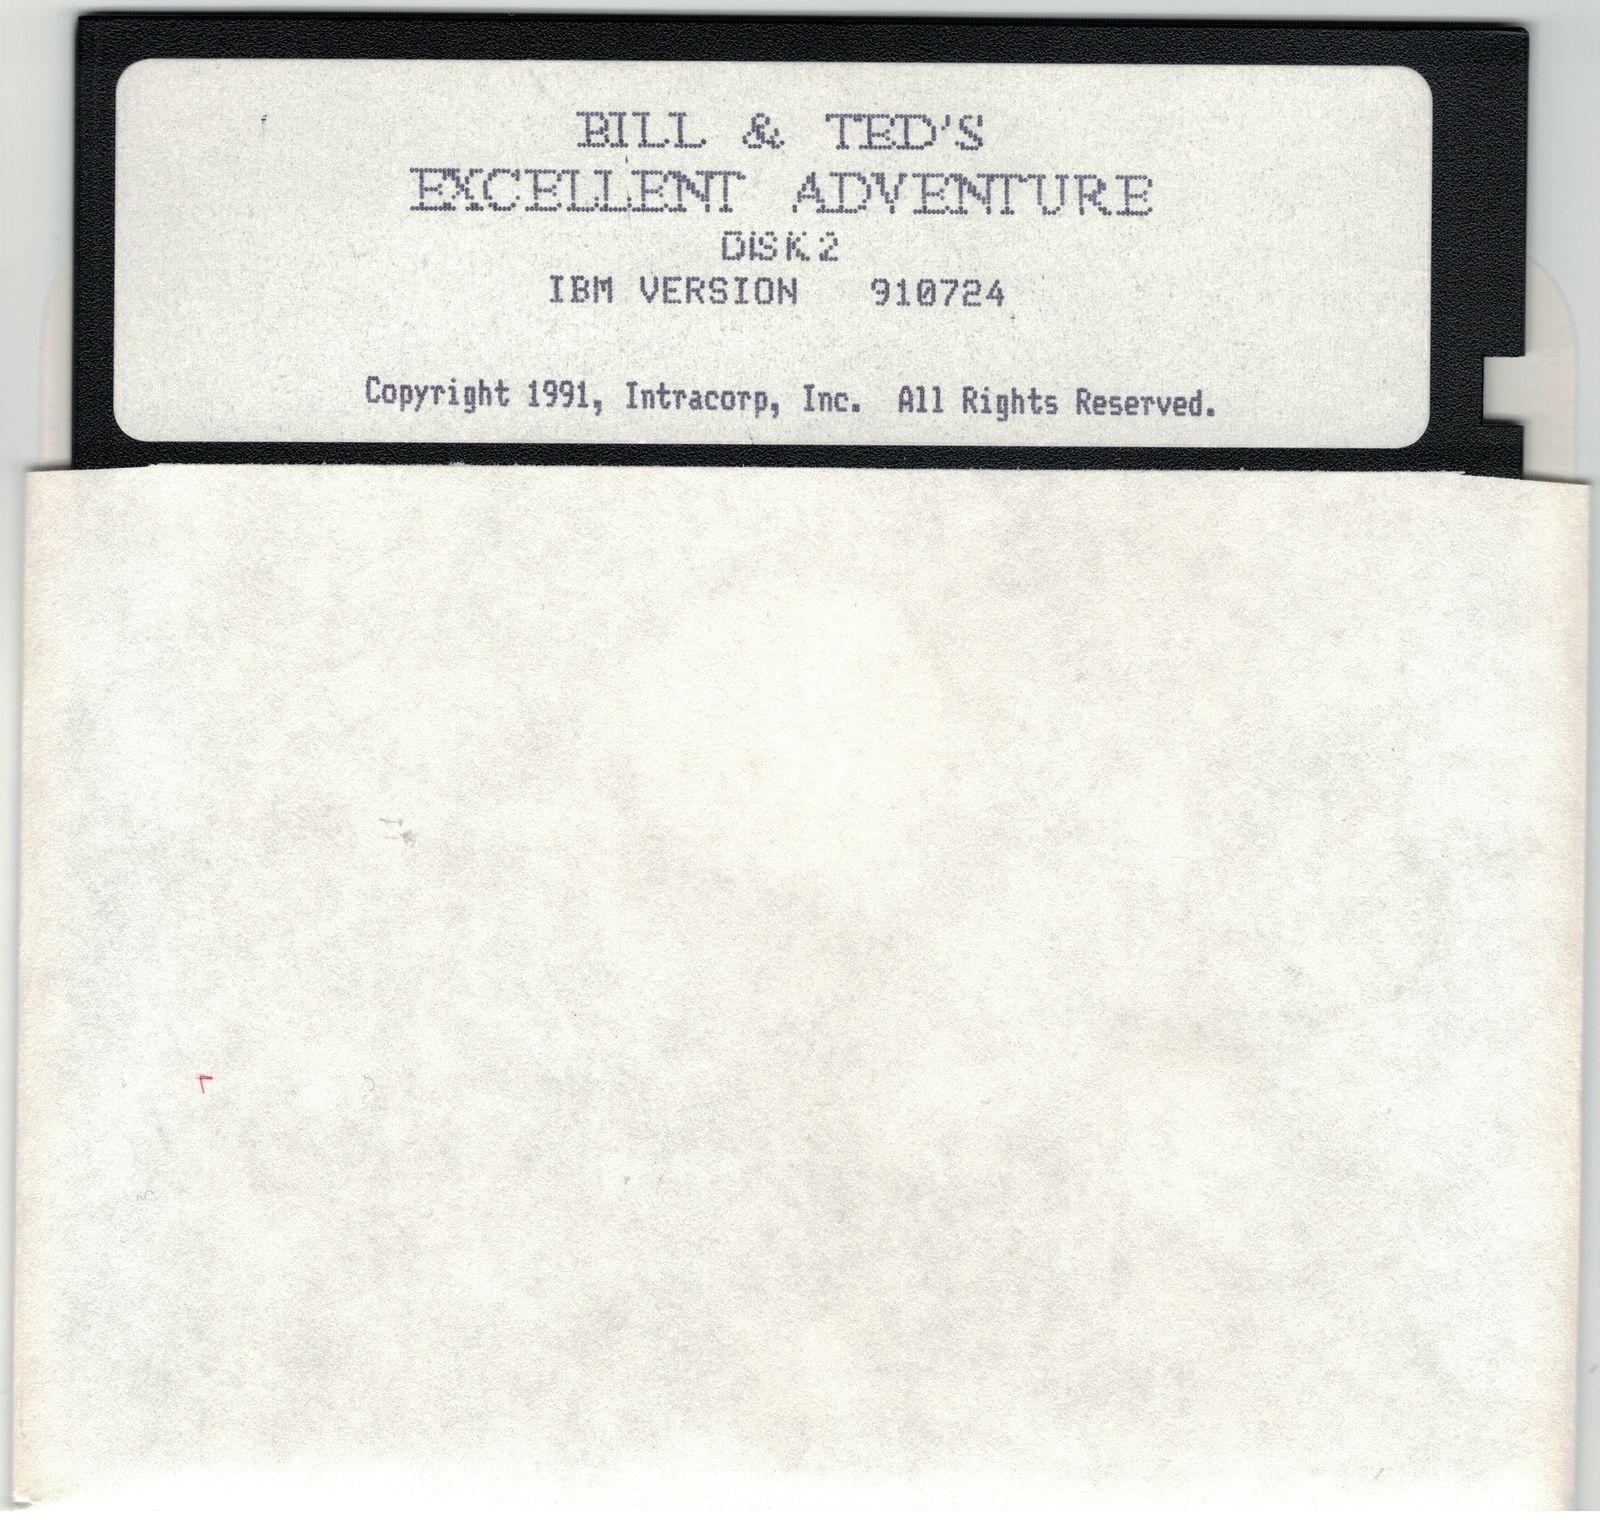 BILL & TED'S
EXCELLENT ADVENTURE
DISK 2
IBM VERSION 910724
Copyright 1991, Intracorp, Inc. All Rights Reserved.